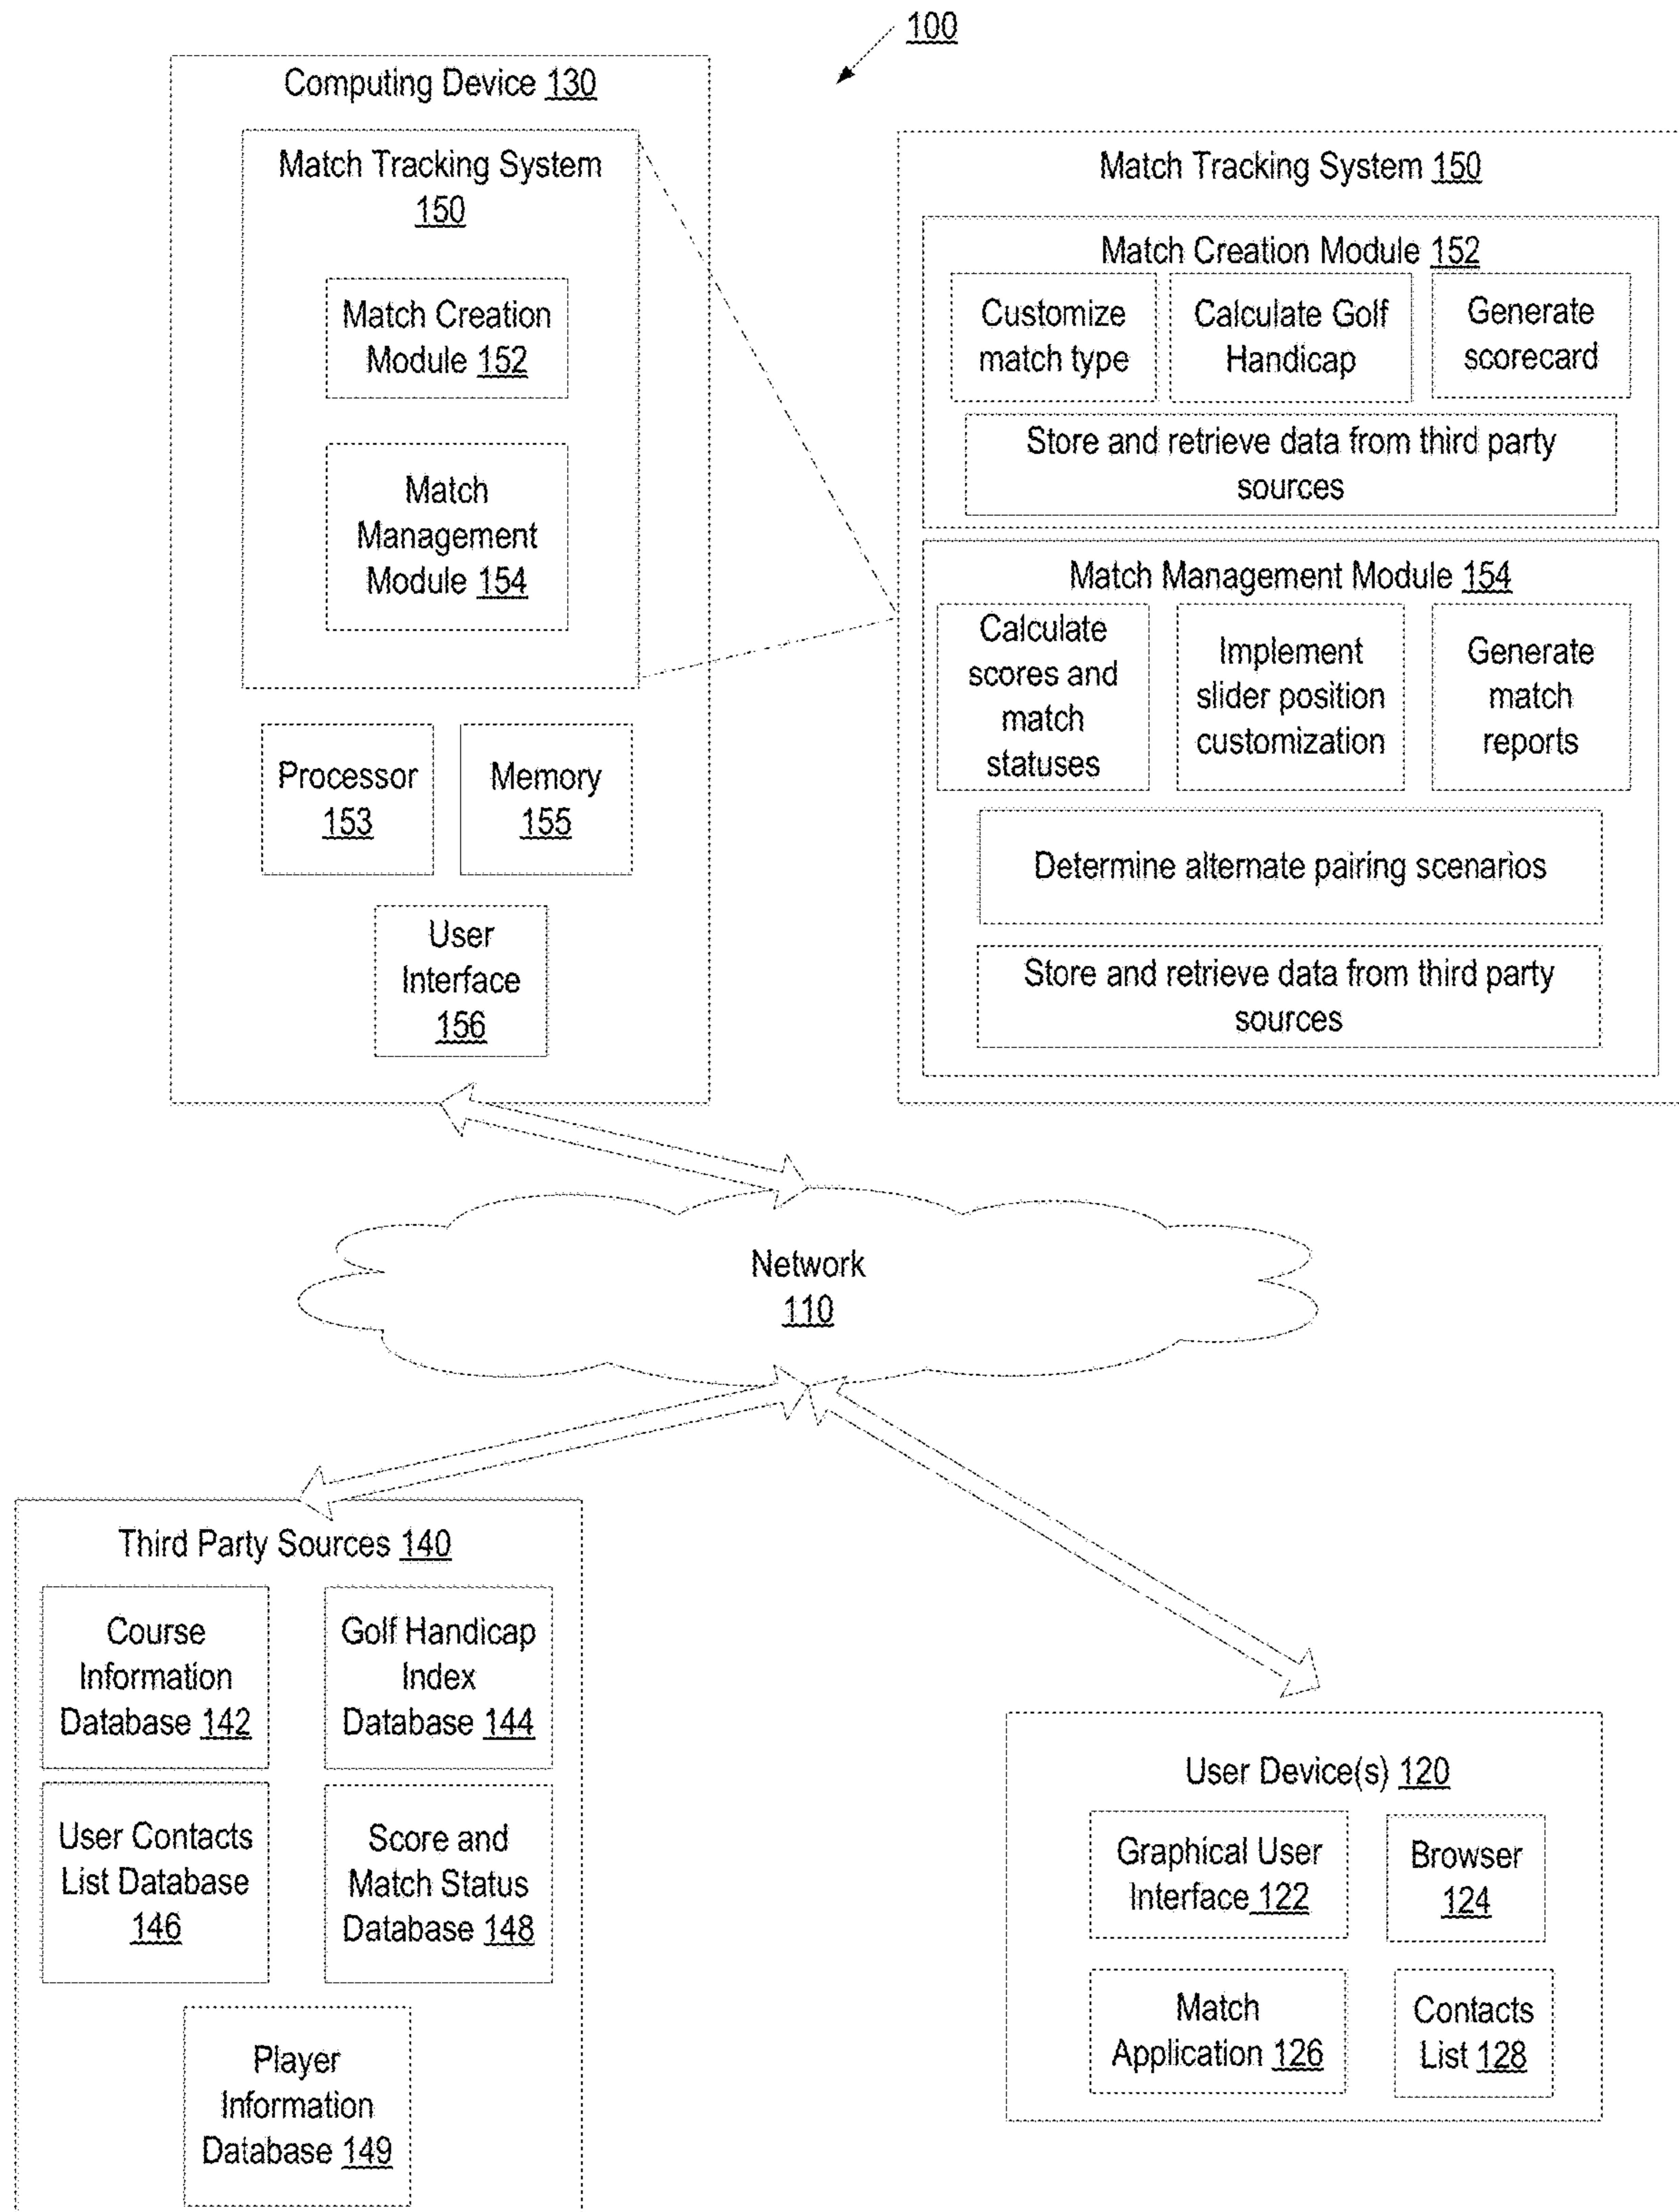 100
Computing Device 130
Match Tracking System
150
Match Creation
Module 152
Match
Management
Module 154
Processor
153
Memory
155
User
Interface
156
Match Tracking System 150
Match Creation Module 152
Customize
match type
Calculate Golf
Handicap
Generate
scorecard
Store and retrieve data from third party
sources
Match Management Module 154
Calculate
scores and
match
statuses
Implement
slider position
customization
Generate
match
reports
Determine alternate pairing scenarios
Store and retrieve data from third party
sources
Network
110
Third Party Sources 140
Course
Information
Database 142
Golf Handicap
Index
Database 144
User Contacts
List Database
146
Score and
Match Status
Database 148
Player
Information
Database 149
User Device(s) 120
Graphical User
Interface 122
Browser
124
Match
Application 126
Contacts
List 128